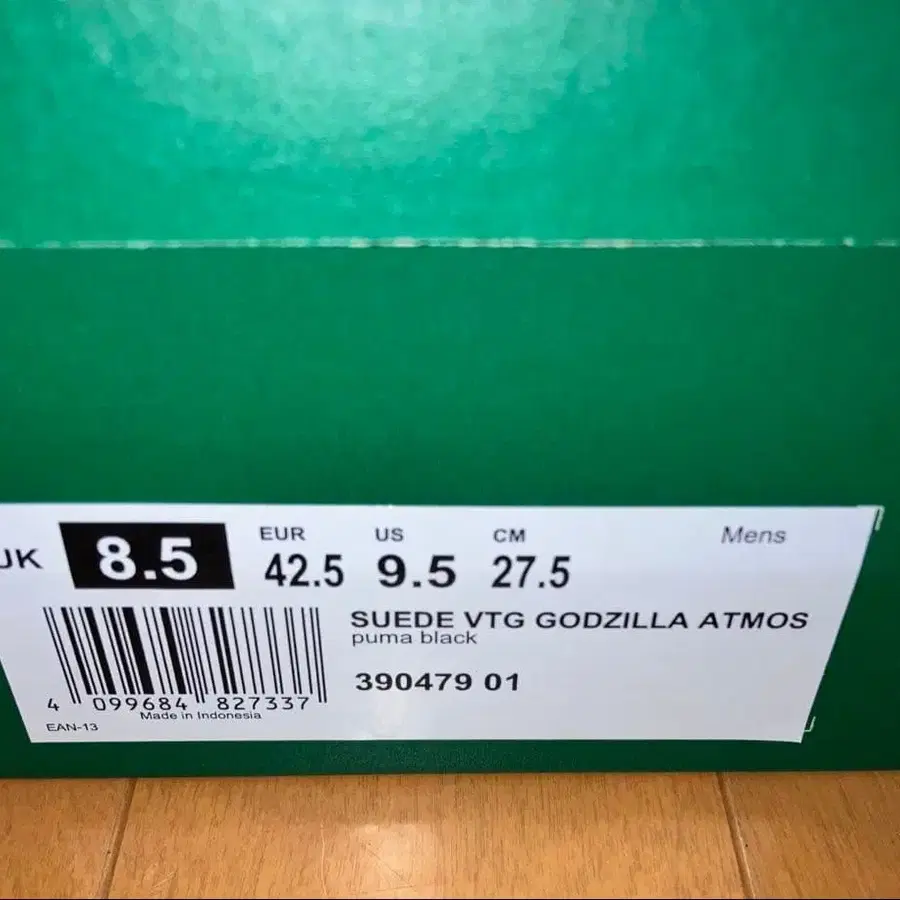 UK 8.5 EUR 42.5 US 9.5 CM 27.5 Mens
SUEDE VTG GODZILLA ATMOS
puma black
390479 01
4 099684 827337
Made in Indonesia
EAN-13